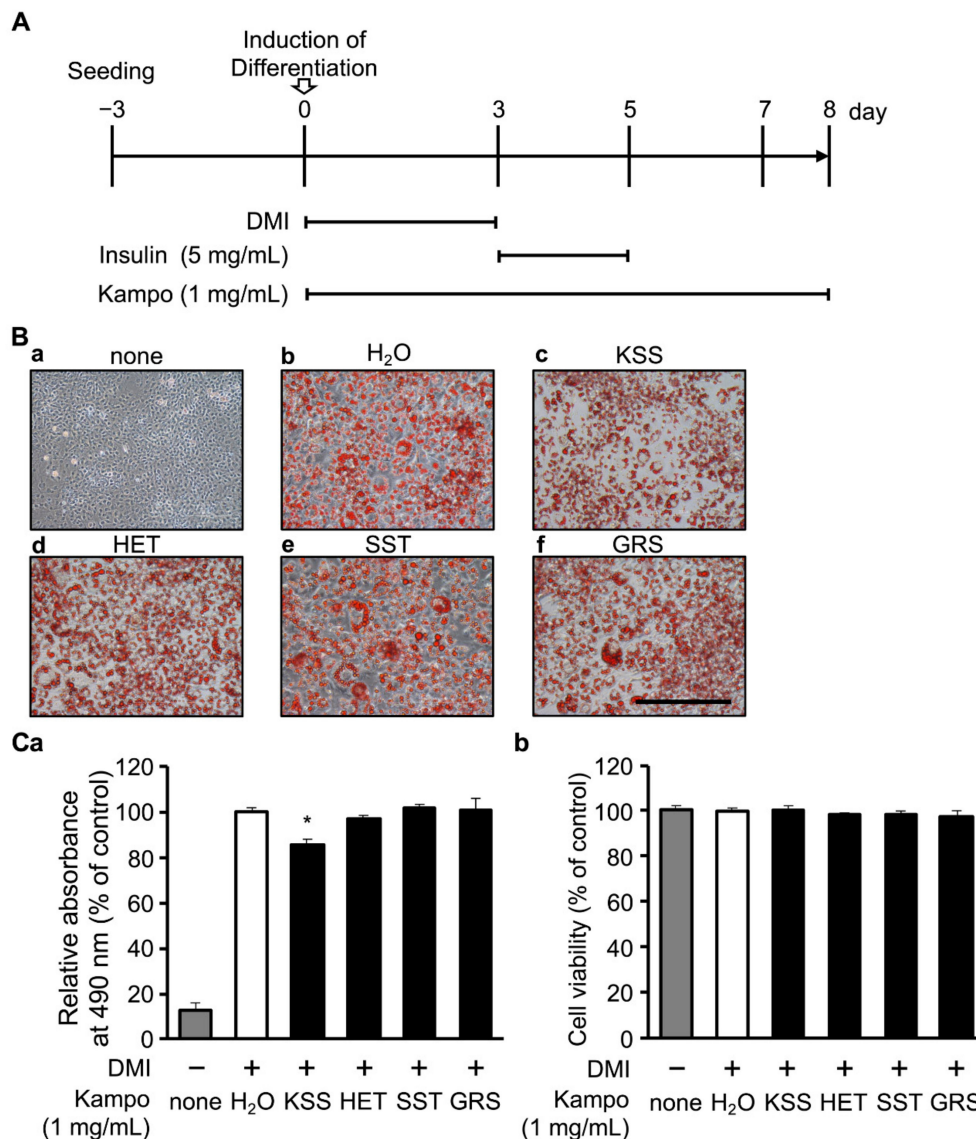 A
Induction of
Differentiation
Seeding
−3 0 3 5 7 8 day
DMI
Insulin (5 mg/mL)
Kampo (1 mg/mL)
B
a none b H₂O c KSS
d HET e SST f GRS
Ca
Relative absorbance
at 490 nm (% of control)
120
100
80
60
40
20
0
*
DMI − + + + + +
Kampo none H₂O KSS HET SST GRS
(1 mg/mL)
b
Cell viability (% of control)
120
100
80
60
40
20
0
DMI − + + + + +
Kampo none H₂O KSS HET SST GRS
(1 mg/mL)